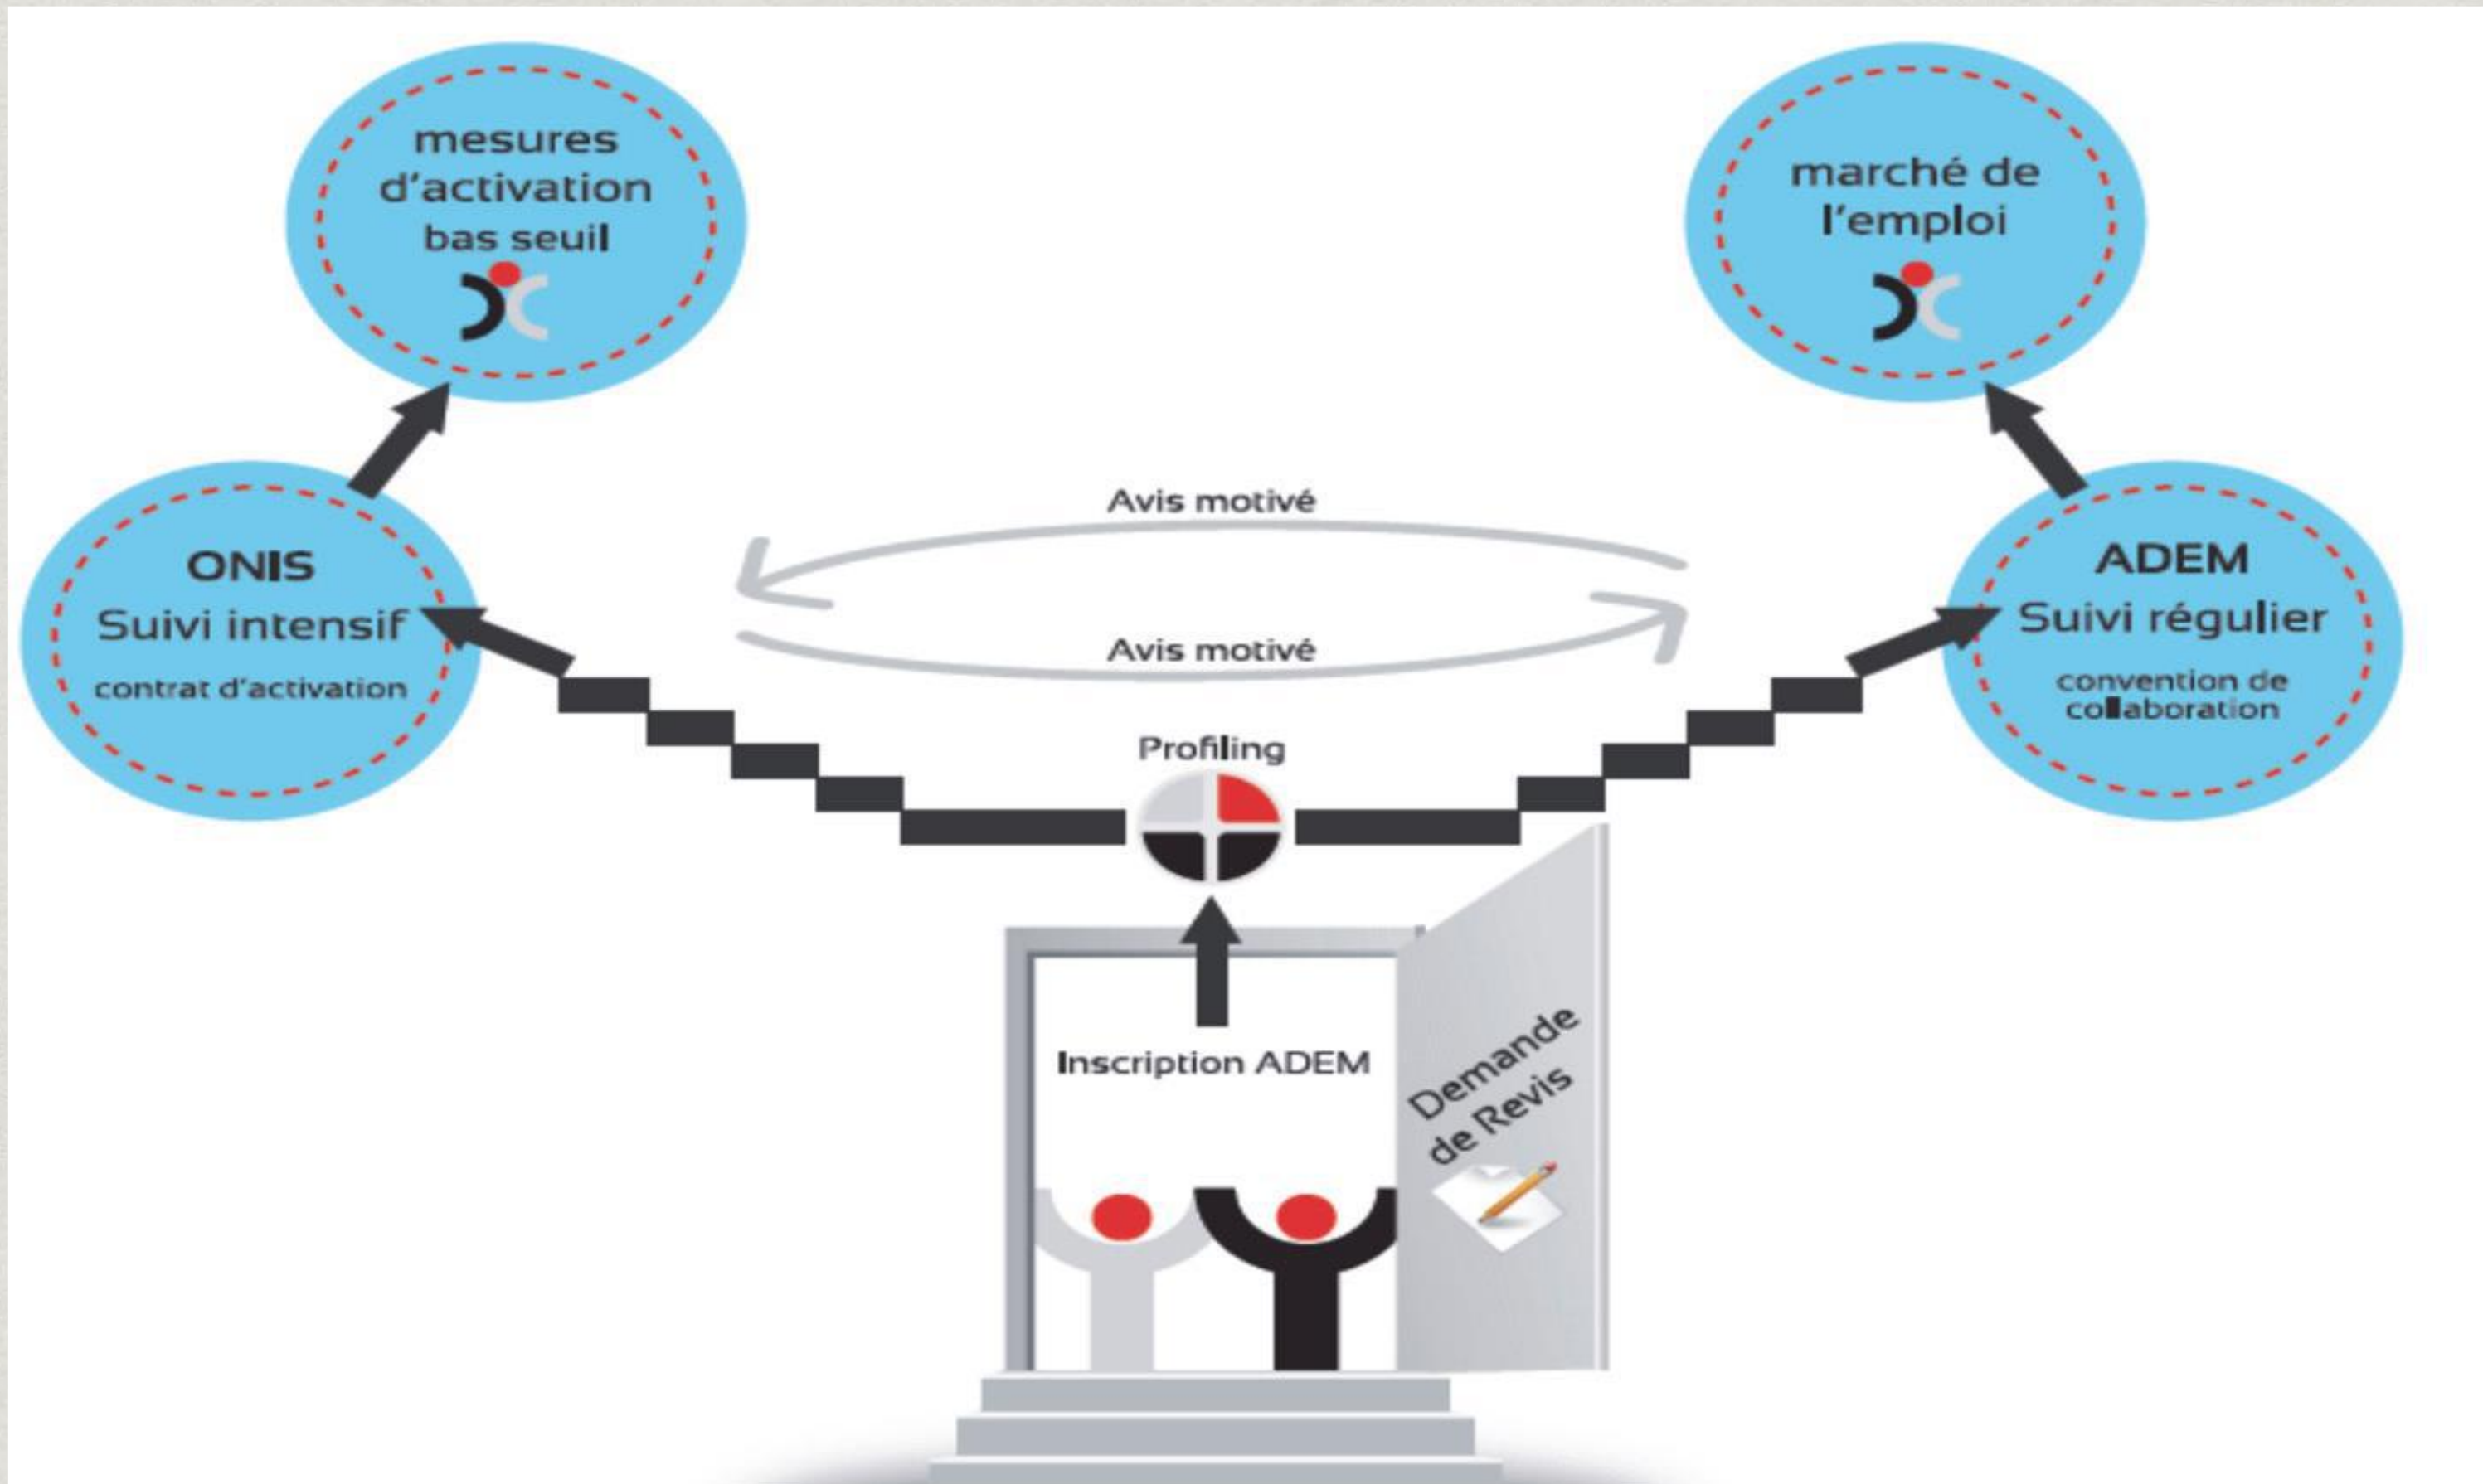 mesures
d'activation
bas seuil
marché de
l'emploi
Avis motivé
ONIS
Suivi intensif
contrat d'activation
ADEM
Suivi régulier
convention de
collaboration
Avis motivé
Profiling
Inscription ADEM
Demande
de Revis